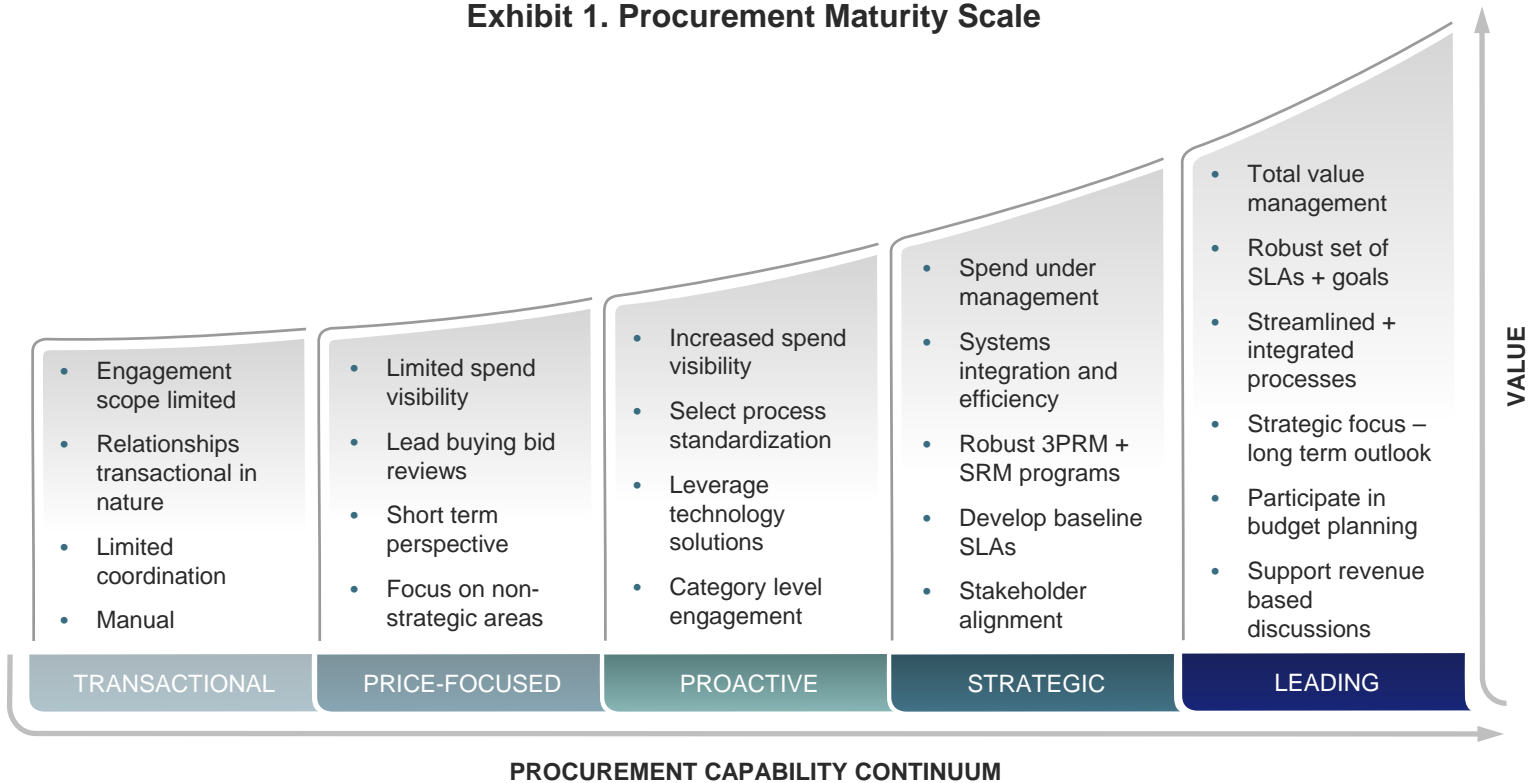 Exhibit 1. Procurement Maturity Scale
• Engagement
scope limited
• Relationships
transactional in
nature
• Limited
coordination
• Manual
TRANSACTIONAL
• Limited spend
visibility
• Lead buying bid
reviews
• Short term
perspective
• Focus on non-
strategic areas
PRICE-FOCUSED
• Increased spend
visibility
• Select process
standardization
• Leverage
technology
solutions
• Category level
engagement
PROACTIVE
• Spend under
management
• Systems
integration and
efficiency
• Robust 3PRM +
SRM programs
• Develop baseline
SLAs
• Stakeholder
alignment
STRATEGIC
• Total value
management
• Robust set of
SLAs + goals
• Streamlined +
integrated
processes
• Strategic focus –
long term outlook
• Participate in
budget planning
• Support revenue
based
discussions
LEADING
VALUE
PROCUREMENT CAPABILITY CONTINUUM